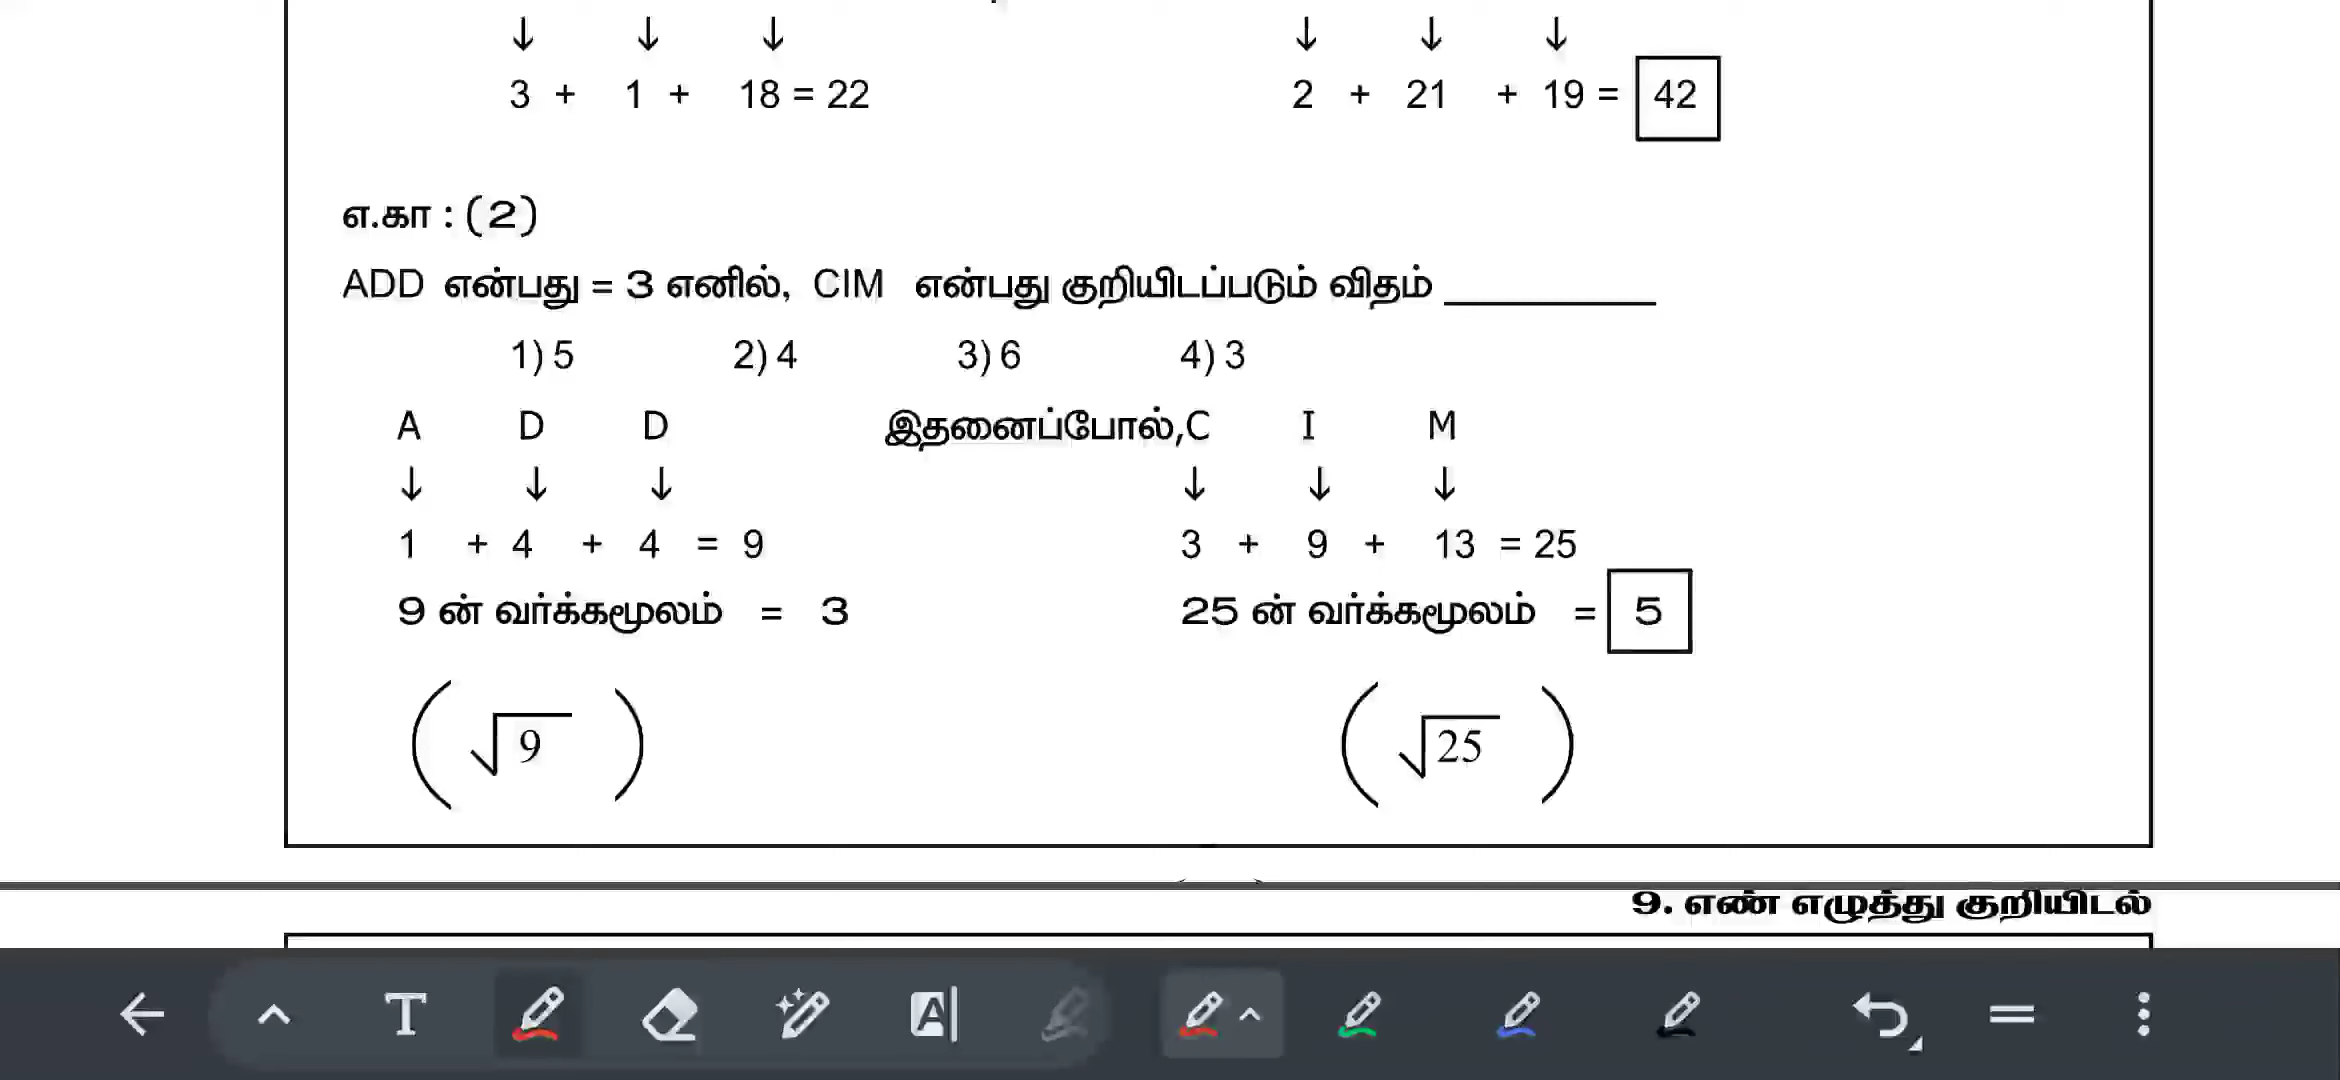 ↓ ↓ ↓ ↓ ↓ ↓
3 + 1 + 18 = 22 2 + 21 + 19 = 42
எ.கா : (2)
ADD என்பது = 3 எனில், CIM என்பது குறியிடப்படும் விதம் __________
1) 5 2) 4 3) 6 4) 3
A D D இதனைப்போல், C I M
↓ ↓ ↓ ↓ ↓ ↓
1 + 4 + 4 = 9 3 + 9 + 13 = 25
9 ன் வர்க்கமூலம் = 3 25 ன் வர்க்கமூலம் = 5
(√9) (√25)
9. எண் எழுத்து குறியிடல்
T A